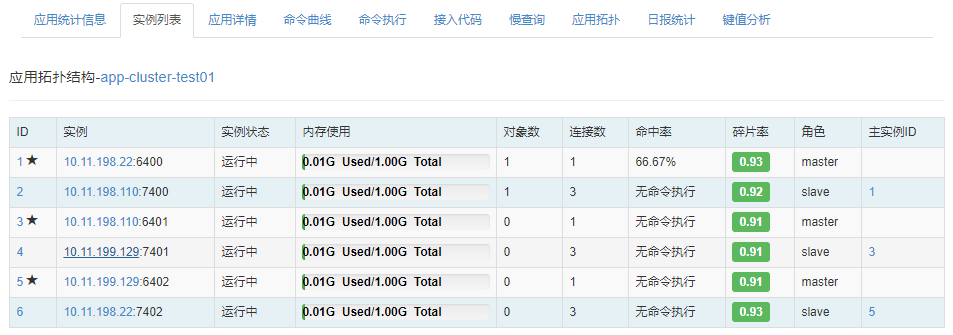 应用统计信息 实例列表 应用详情 命令曲线 命令执行 接入代码 慢查询 应用拓扑 日报统计 键值分析
应用拓扑结构-app-cluster-test01
ID 实例 实例状态 内存使用 对象数 连接数 命中率 碎片率 角色 主实例ID
1★ 10.11.198.22:6400 运行中 0.01G Used/1.00G Total 1 1 66.67% 0.93 master
2 10.11.198.110:7400 运行中 0.01G Used/1.00G Total 1 3 无命令执行 0.92 slave 1
3★ 10.11.198.110:6401 运行中 0.01G Used/1.00G Total 0 1 无命令执行 0.91 master
4 10.11.199.129:7401 运行中 0.01G Used/1.00G Total 0 3 无命令执行 0.91 slave 3
5★ 10.11.199.129:6402 运行中 0.01G Used/1.00G Total 0 1 无命令执行 0.91 master
6 10.11.198.22:7402 运行中 0.01G Used/1.00G Total 0 3 无命令执行 0.93 slave 5